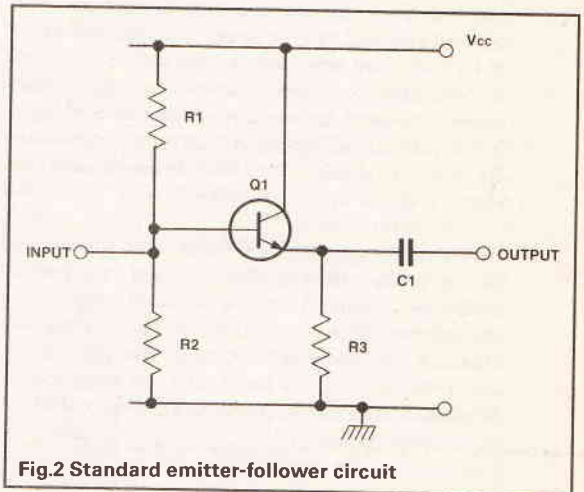 Vcc
R1
Q1
INPUT
OUTPUT
C1
R2
R3
Fig.2 Standard emitter-follower circuit